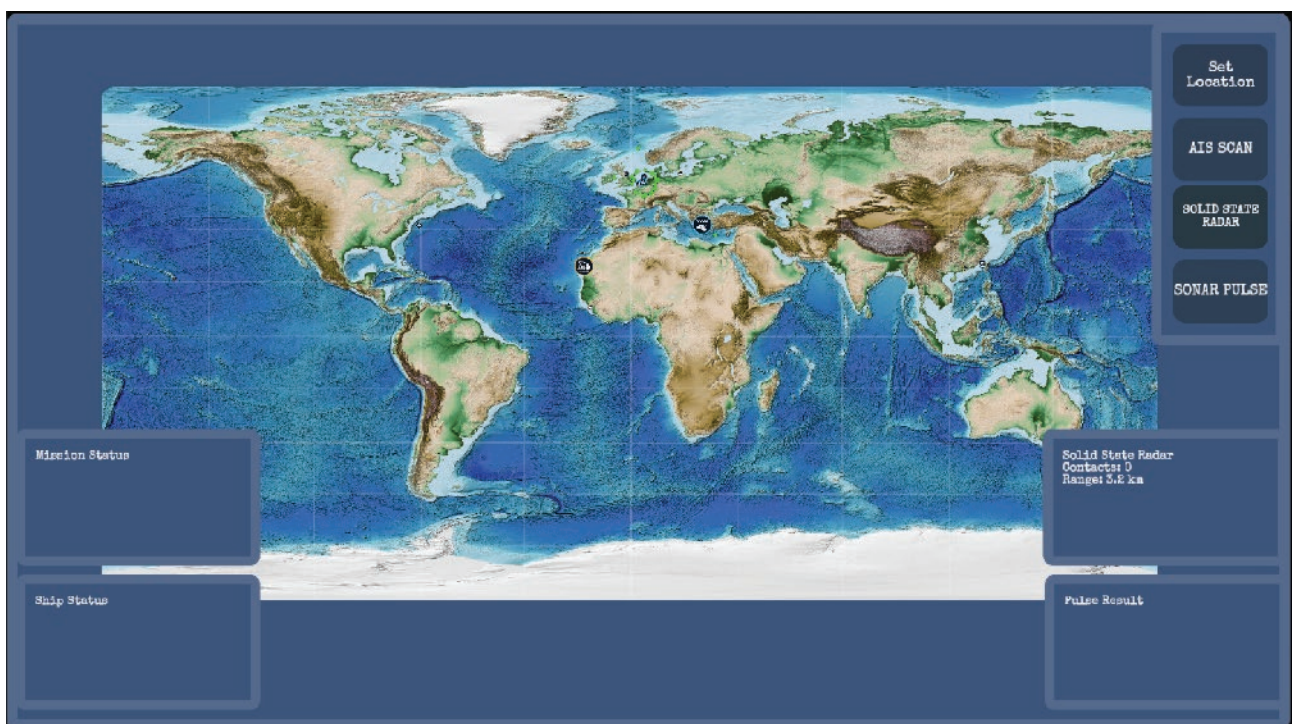 Set
Location
AIS SCAN
SOLID STATE
RADAR
SONAR PULSE
Mission Status
Solid State Radar
Contacts: 0
Range: 3.2 km
Ship Status
Pulse Result